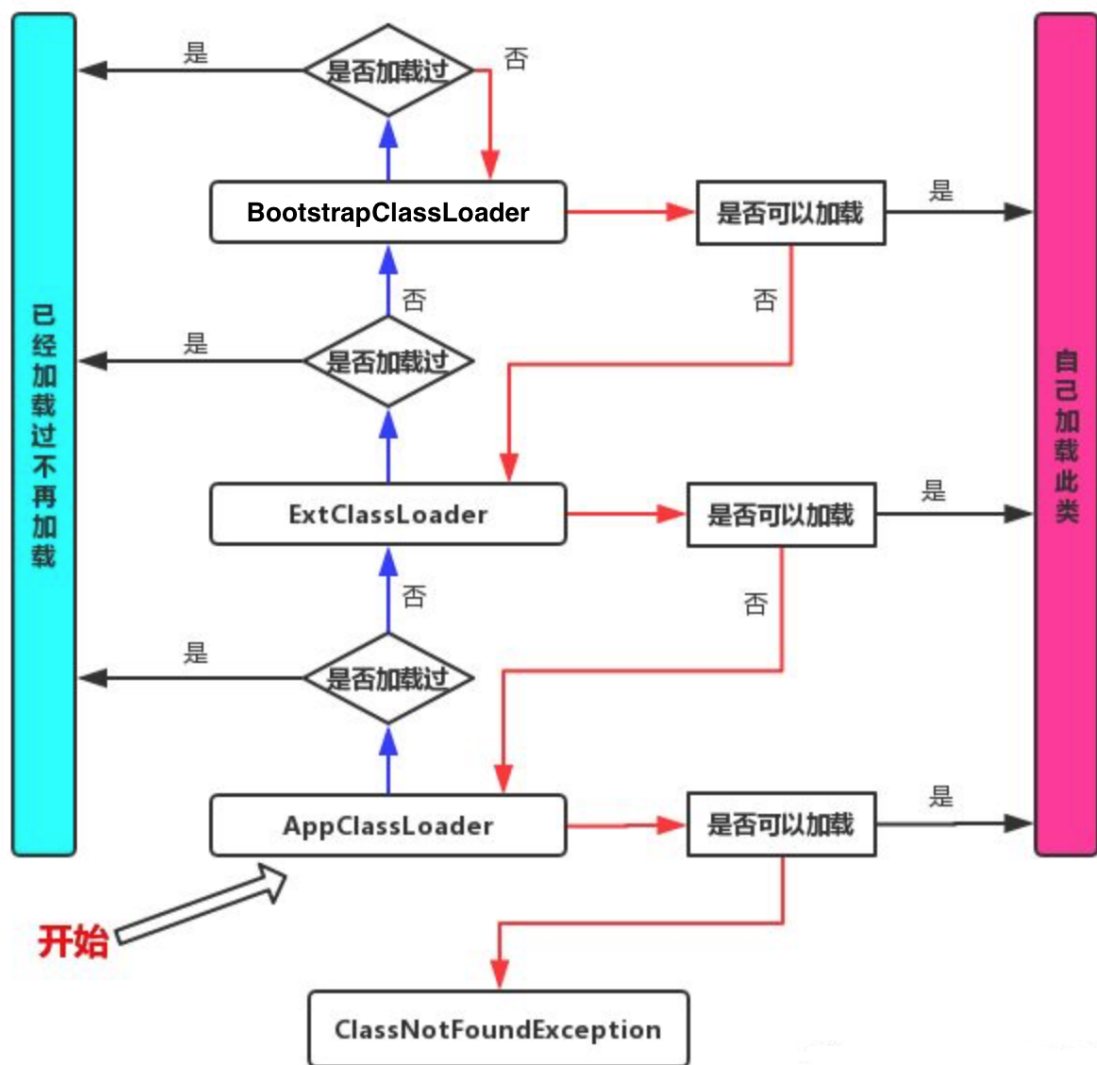 是
是否加载过
否
BootstrapClassLoader
是否可以加载
是
否
否
是
是否加载过
已经加载过不再加载
自己加载此类
ExtClassLoader
是否可以加载
是
否
否
是
是否加载过
AppClassLoader
是否可以加载
是
开始
ClassNotFoundException